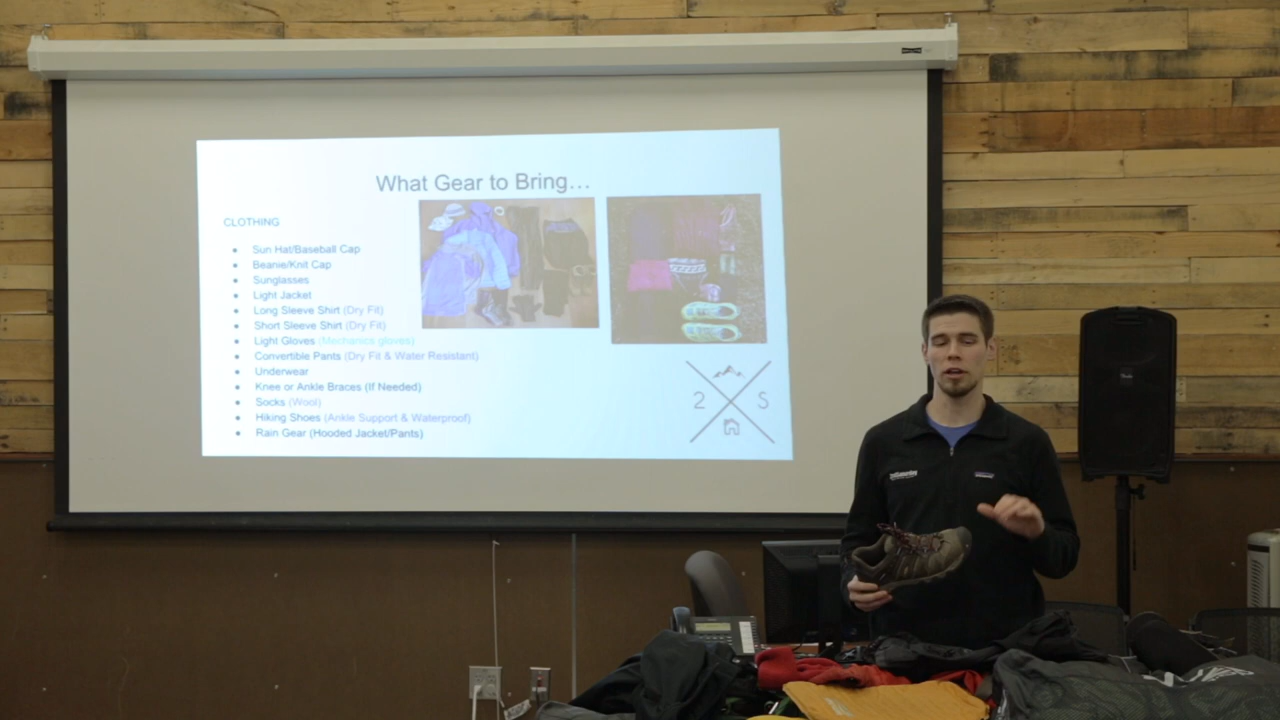 What Gear to Bring...
CLOTHING
Sun Hat/Baseball Cap
Beanie/Knit Cap
Sunglasses
Light Jacket
Long Sleeve Shirt (Dry Fit)
Short Sleeve Shirt (Dry Fit)
Light Gloves (Mechanics gloves)
Convertible Pants (Dry Fit & Water Resistant)
Underwear
Knee or Ankle Braces (If Needed)
Socks (Wool)
Hiking Shoes (Ankle Support & Waterproof)
Rain Gear (Hooded Jacket/Pants)
2 S